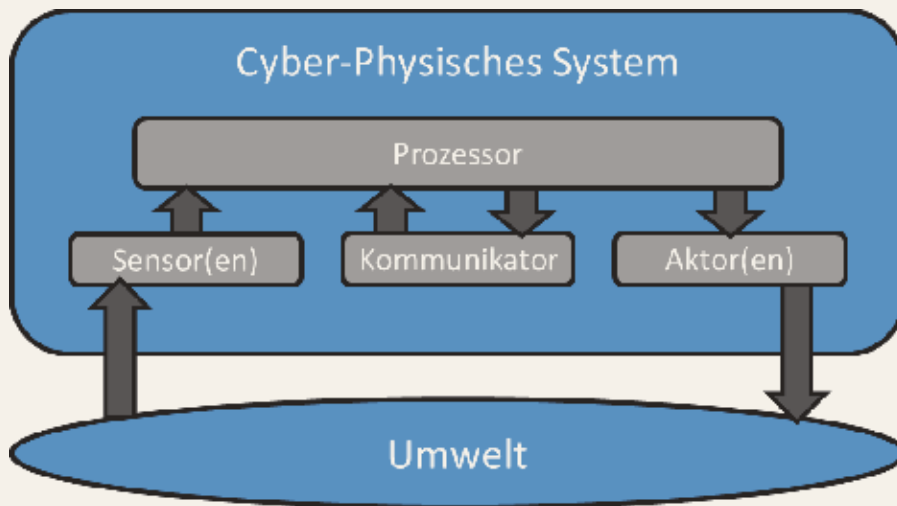 Cyber-Physisches System
Prozessor
Sensor(en)
Kommunikator
Aktor(en)
Umwelt